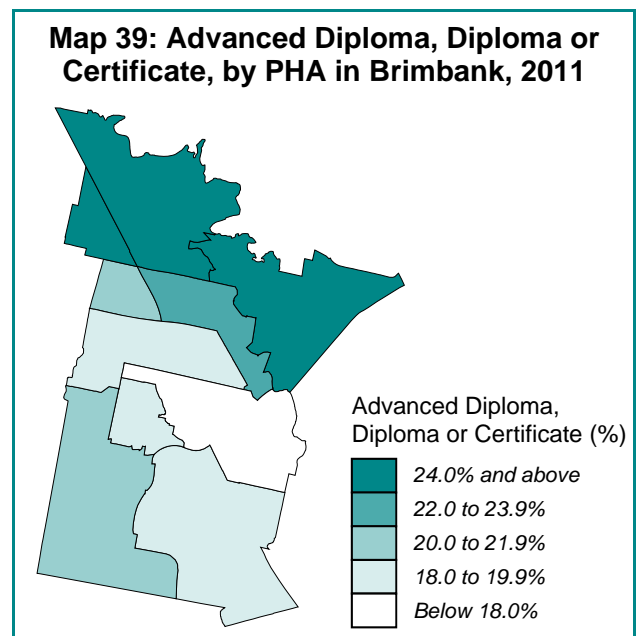 Map 39: Advanced Diploma, Diploma or
Certificate, by PHA in Brimbank, 2011
Advanced Diploma,
Diploma or Certificate (%)
24.0% and above
22.0 to 23.9%
20.0 to 21.9%
18.0 to 19.9%
Below 18.0%